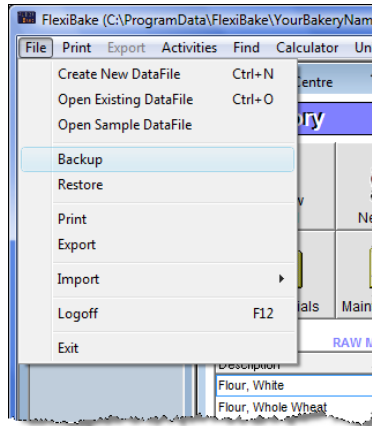 FlexiBake (C:\ProgramData\FlexiBake\YourBakeryNam
File Print Export Activities Find Calculator Un
Create New DataFile Ctrl+N
Centre
Open Existing DataFile Ctrl+O
Open Sample DataFile
ory
Backup
Restore
w
Ne
Print
Export
Import
ials
Main
Logoff F12
RAW M
Exit
Description
Flour, White
Flour, Whole Wheat